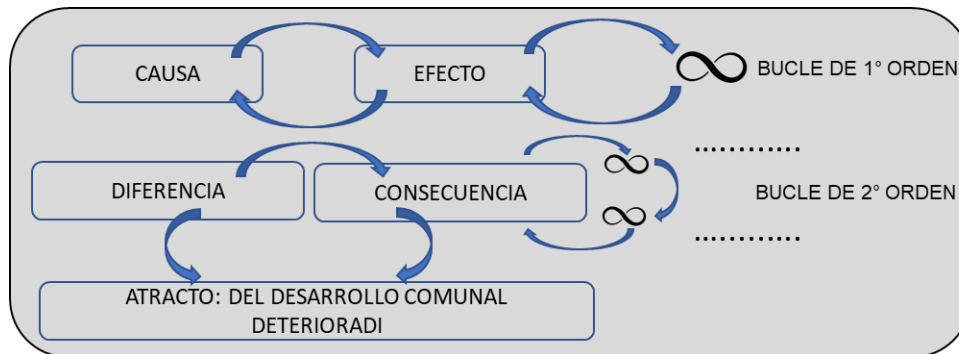 CAUSA
EFECTO
BUCLE DE 1° ORDEN
............
DIFERENCIA
CONSECUENCIA
BUCLE DE 2° ORDEN
............
ATRACTO: DEL DESARROLLO COMUNAL
DETERIORADI